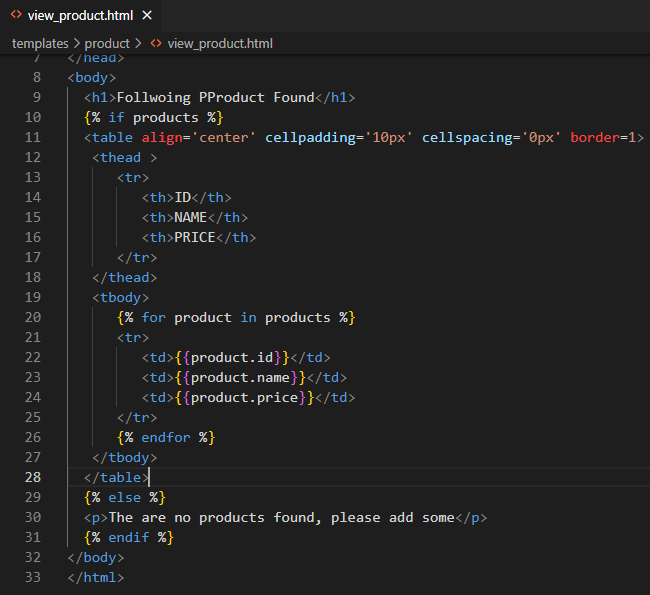 <> view_product.html ×
templates > product > <> view_product.html
7 </head>
8 <body>
9 <h1>Follwoing PProduct Found</h1>
10 {% if products %}
11 <table align='center' cellpadding='10px' cellspacing='0px' border=1>
12 <thead >
13 <tr>
14 <th>ID</th>
15 <th>NAME</th>
16 <th>PRICE</th>
17 </tr>
18 </thead>
19 <tbody>
20 {% for product in products %}
21 <tr>
22 <td>{{product.id}}</td>
23 <td>{{product.name}}</td>
24 <td>{{product.price}}</td>
25 </tr>
26 {% endfor %}
27 </tbody>
28 </table>
29 {% else %}
30 <p>The are no products found, please add some</p>
31 {% endif %}
32 </body>
33 </html>